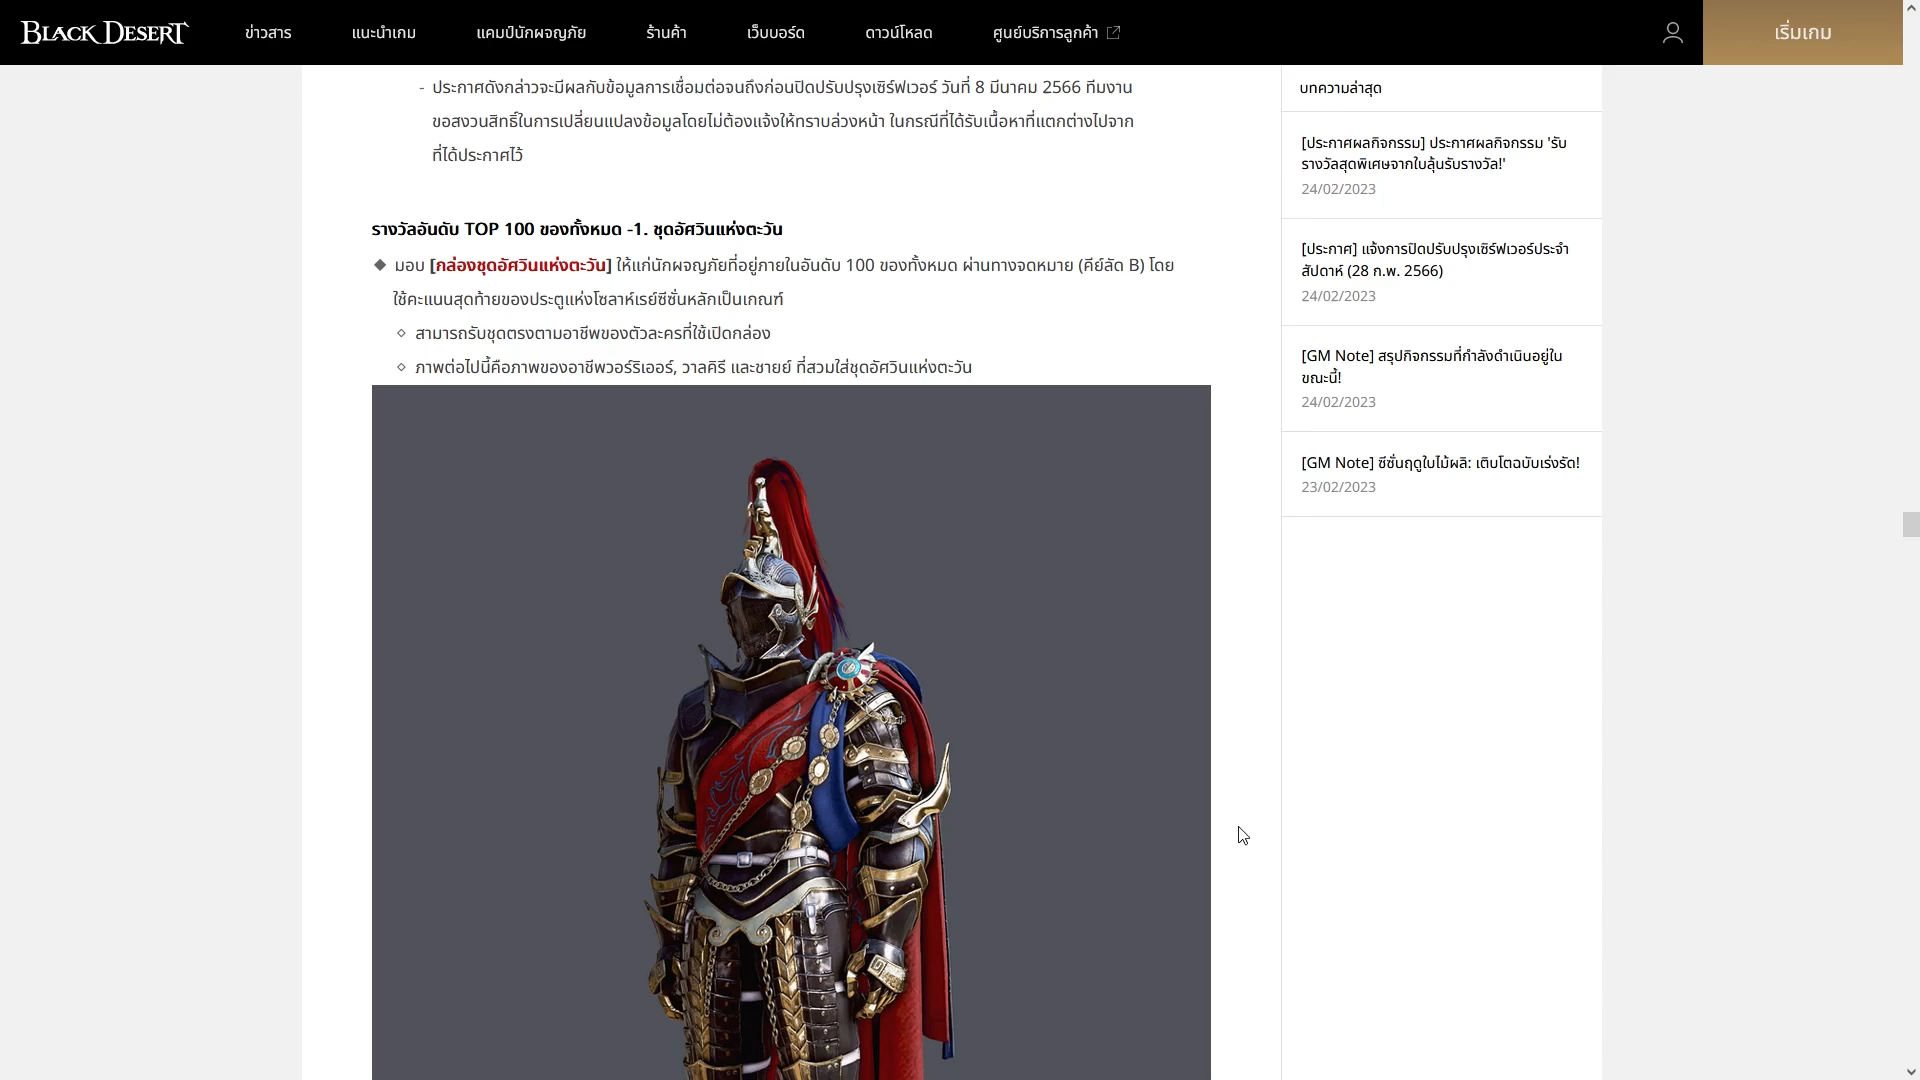 BLACK DESERT
ข่าวสาร
แนะนำเกม
แคมป์นักผจญภัย
ร้านค้า
เว็บบอร์ด
ดาวน์โหลด
ศูนย์บริการลูกค้า
เริ่มเกม
- ประกาศดังกล่าวจะมีผลกับข้อมูลการเชื่อมต่อจนถึงก่อนปิดปรับปรุงเซิร์ฟเวอร์ วันที่ 8 มีนาคม 2566 ทีมงาน
ขอสงวนสิทธิ์ในการเปลี่ยนแปลงข้อมูลโดยไม่ต้องแจ้งให้ทราบล่วงหน้า ในกรณีที่ได้รับเนื้อหาที่แตกต่างไปจาก
ที่ได้ประกาศไว้
รางวัลอันดับ TOP 100 ของทั้งหมด -1. ชุดอัศวินแห่งตะวัน
◆ มอบ [กล่องชุดอัศวินแห่งตะวัน] ให้แก่นักผจญภัยที่อยู่ภายในอันดับ 100 ของทั้งหมด ผ่านทางจดหมาย (คีย์ลัด B) โดย
ใช้คะแนนสุดท้ายของประตูแห่งโซลาห์เรย์ซีซั่นหลักเป็นเกณฑ์
◇ สามารถรับชุดตรงตามอาชีพของตัวละครที่ใช้เปิดกล่อง
◇ ภาพต่อไปนี้คือภาพของอาชีพวอร์ริเออร์, วาลคิรี และชายย์ ที่สวมใส่ชุดอัศวินแห่งตะวัน
บทความล่าสุด
[ประกาศผลกิจกรรม] ประกาศผลกิจกรรม 'รับ
รางวัลสุดพิเศษจากใบลุ้นรับรางวัล!'
24/02/2023
[ประกาศ] แจ้งการปิดปรับปรุงเซิร์ฟเวอร์ประจำ
สัปดาห์ (28 ก.พ. 2566)
24/02/2023
[GM Note] สรุปกิจกรรมที่กำลังดำเนินอยู่ใน
ขณะนี้!
24/02/2023
[GM Note] ซีซั่นฤดูใบไม้ผลิ: เติบโตฉบับเร่งรัด!
23/02/2023